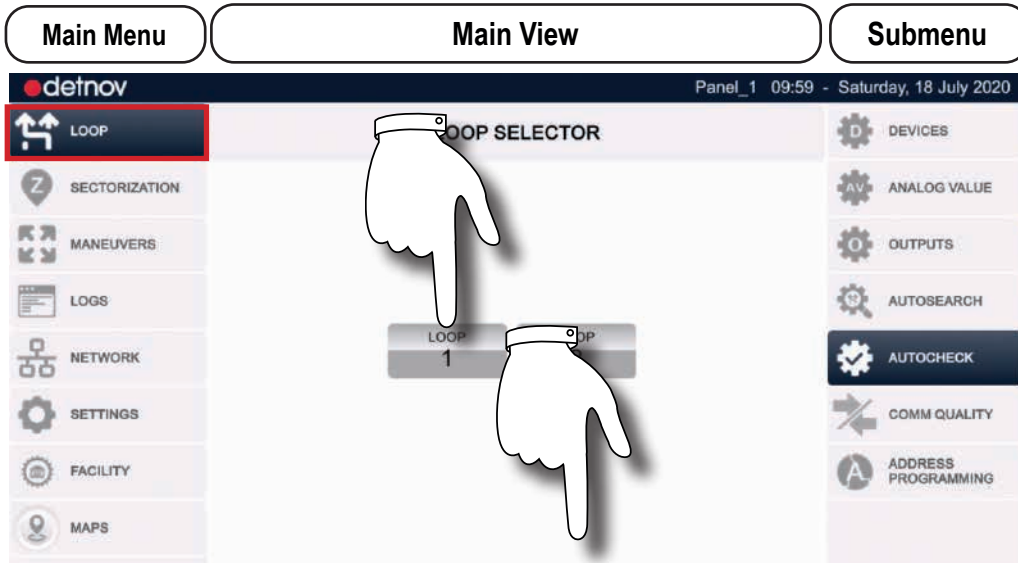 Main Menu
Main View
Submenu
detnov
Panel_1 09:59 - Saturday, 18 July 2020
LOOP
SECTORIZATION
MANEUVERS
LOGS
NETWORK
SETTINGS
FACILITY
MAPS
OOP SELECTOR
LOOP
1
OP
DEVICES
ANALOG VALUE
OUTPUTS
AUTOSEARCH
AUTOCHECK
COMM QUALITY
ADDRESS
PROGRAMMING